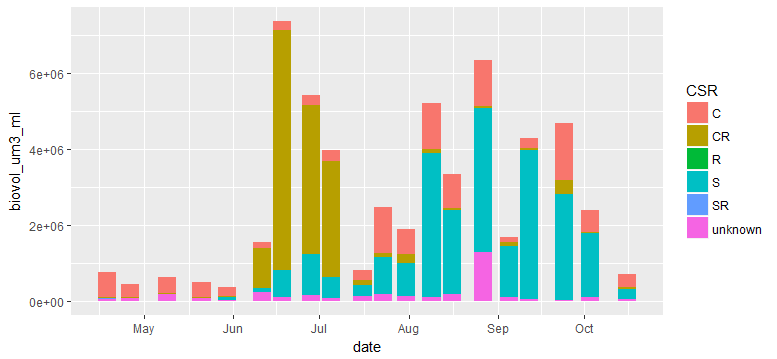 biovol_um3_ml
6e+06
4e+06
2e+06
0e+00
May Jun Jul Aug Sep Oct
date
CSR
C
CR
R
S
SR
unknown